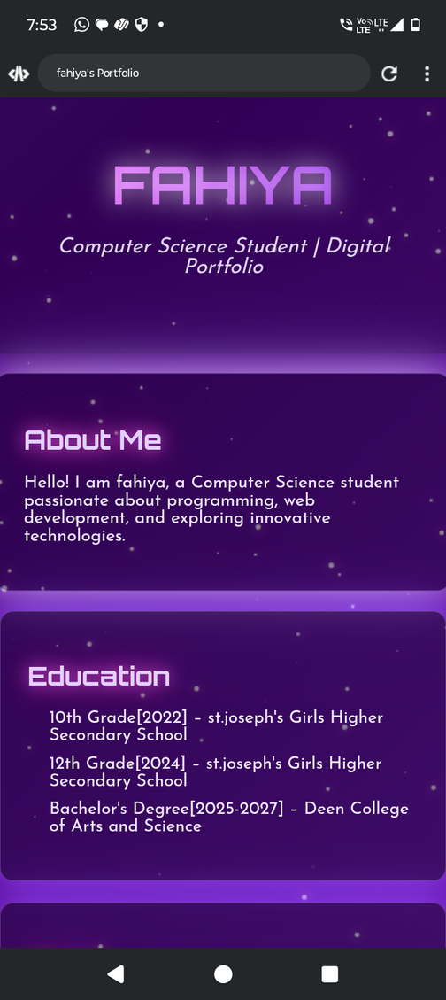 7:53
Vo LTE
LTE
fahiya's Portfolio
FAHIYA
Computer Science Student | Digital
Portfolio
About Me
Hello! I am fahiya, a Computer Science student
passionate about programming, web
development, and exploring innovative
technologies.
Education
10th Grade[2022] – st.joseph's Girls Higher
Secondary School
12th Grade[2024] – st.joseph's Girls Higher
Secondary School
Bachelor's Degree[2025-2027] – Deen College
of Arts and Science